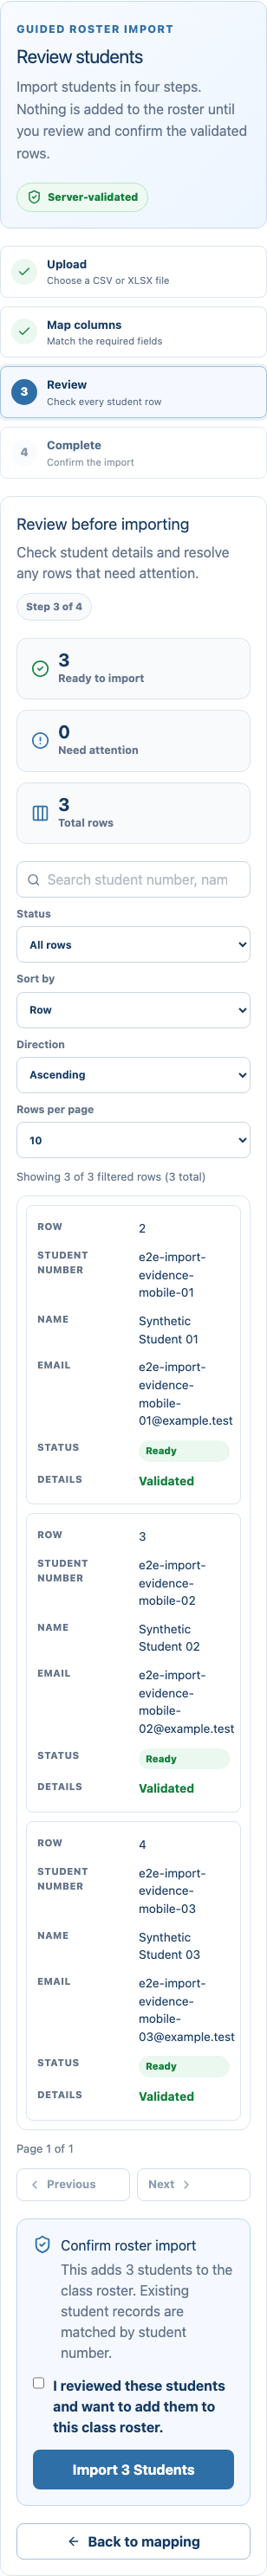 GUIDED ROSTER IMPORT
Review students
Import students in four steps.
Nothing is added to the roster until
you review and confirm the validated
rows.
Server-validated
Upload
Choose a CSV or XLSX file
Map columns
Match the required fields
3
Review
Check every student row
4
Complete
Confirm the import
Review before importing
Check student details and resolve
any rows that need attention.
Step 3 of 4
3
Ready to import
0
Need attention
3
Total rows
Search student number, nam
Status
All rows
Sort by
Row
Direction
Ascending
Rows per page
10
Showing 3 of 3 filtered rows (3 total)
ROW 2
STUDENT NUMBER e2e-import-
evidence-
mobile-01
NAME Synthetic
Student 01
EMAIL e2e-import-
evidence-
mobile-
01@example.test
STATUS Ready
DETAILS Validated
ROW 3
STUDENT NUMBER e2e-import-
evidence-
mobile-02
NAME Synthetic
Student 02
EMAIL e2e-import-
evidence-
mobile-
02@example.test
STATUS Ready
DETAILS Validated
ROW 4
STUDENT NUMBER e2e-import-
evidence-
mobile-03
NAME Synthetic
Student 03
EMAIL e2e-import-
evidence-
mobile-
03@example.test
STATUS Ready
DETAILS Validated
Page 1 of 1
Previous Next
Confirm roster import
This adds 3 students to the
class roster. Existing
student records are
matched by student
number.
I reviewed these students
and want to add them to
this class roster.
Import 3 Students
Back to mapping